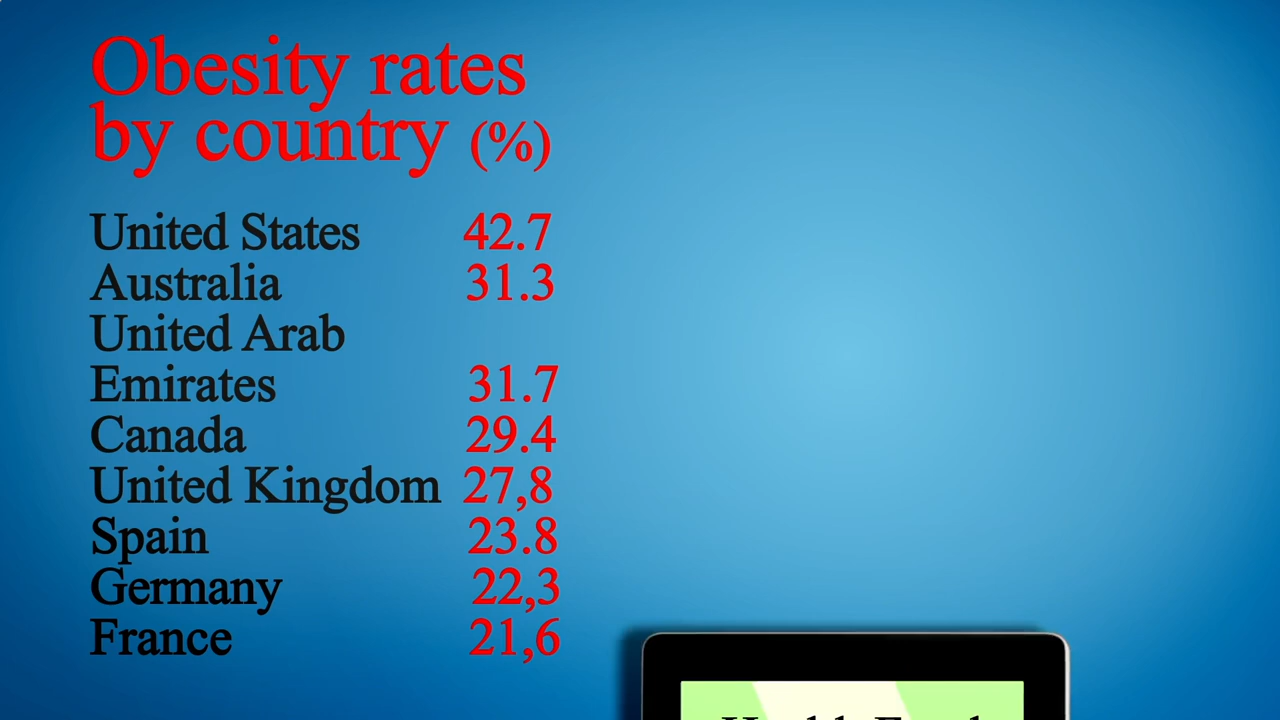 Obesity rates
by country (%)
United States 42.7
Australia 31.3
United Arab
Emirates 31.7
Canada 29.4
United Kingdom 27,8
Spain 23.8
Germany 22,3
France 21,6